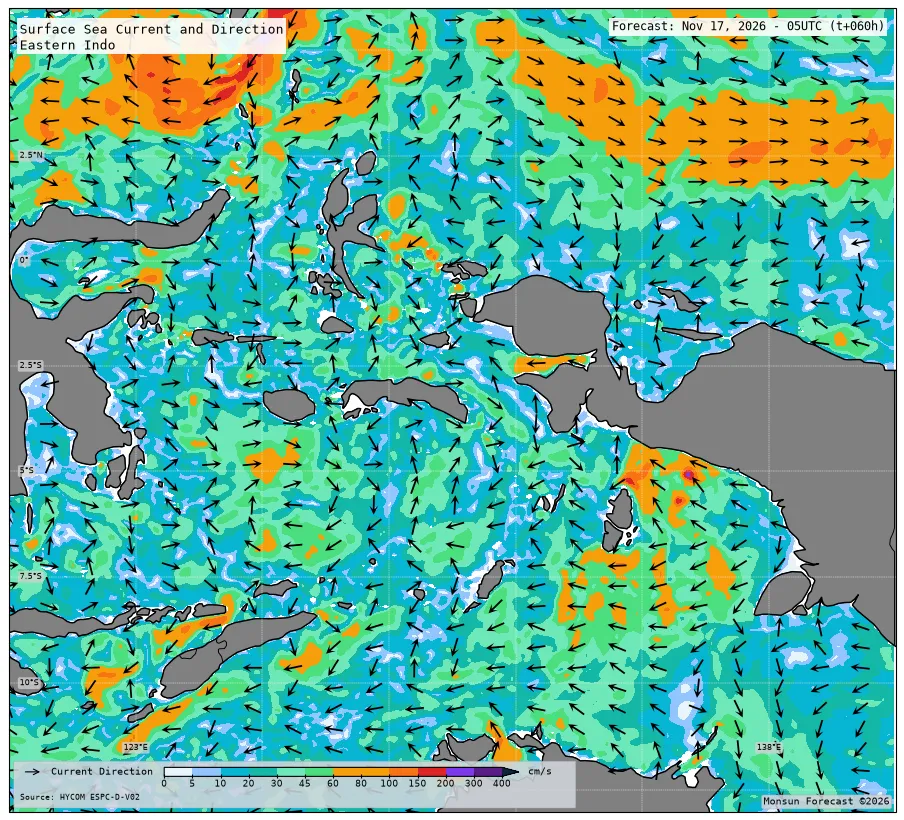 Surface Sea Current and Direction
Eastern Indo
Forecast: Nov 17, 2026 - 05UTC (t+060h)
2.5°N
0°
2.5°S
5°S
7.5°S
10°S
123°E
138°E
Current Direction
0 5 10 20 30 45 60 80 100 150 200 300 400
cm/s
Source: HYCOM ESPC-D-V02
Monsun Forecast ©2026